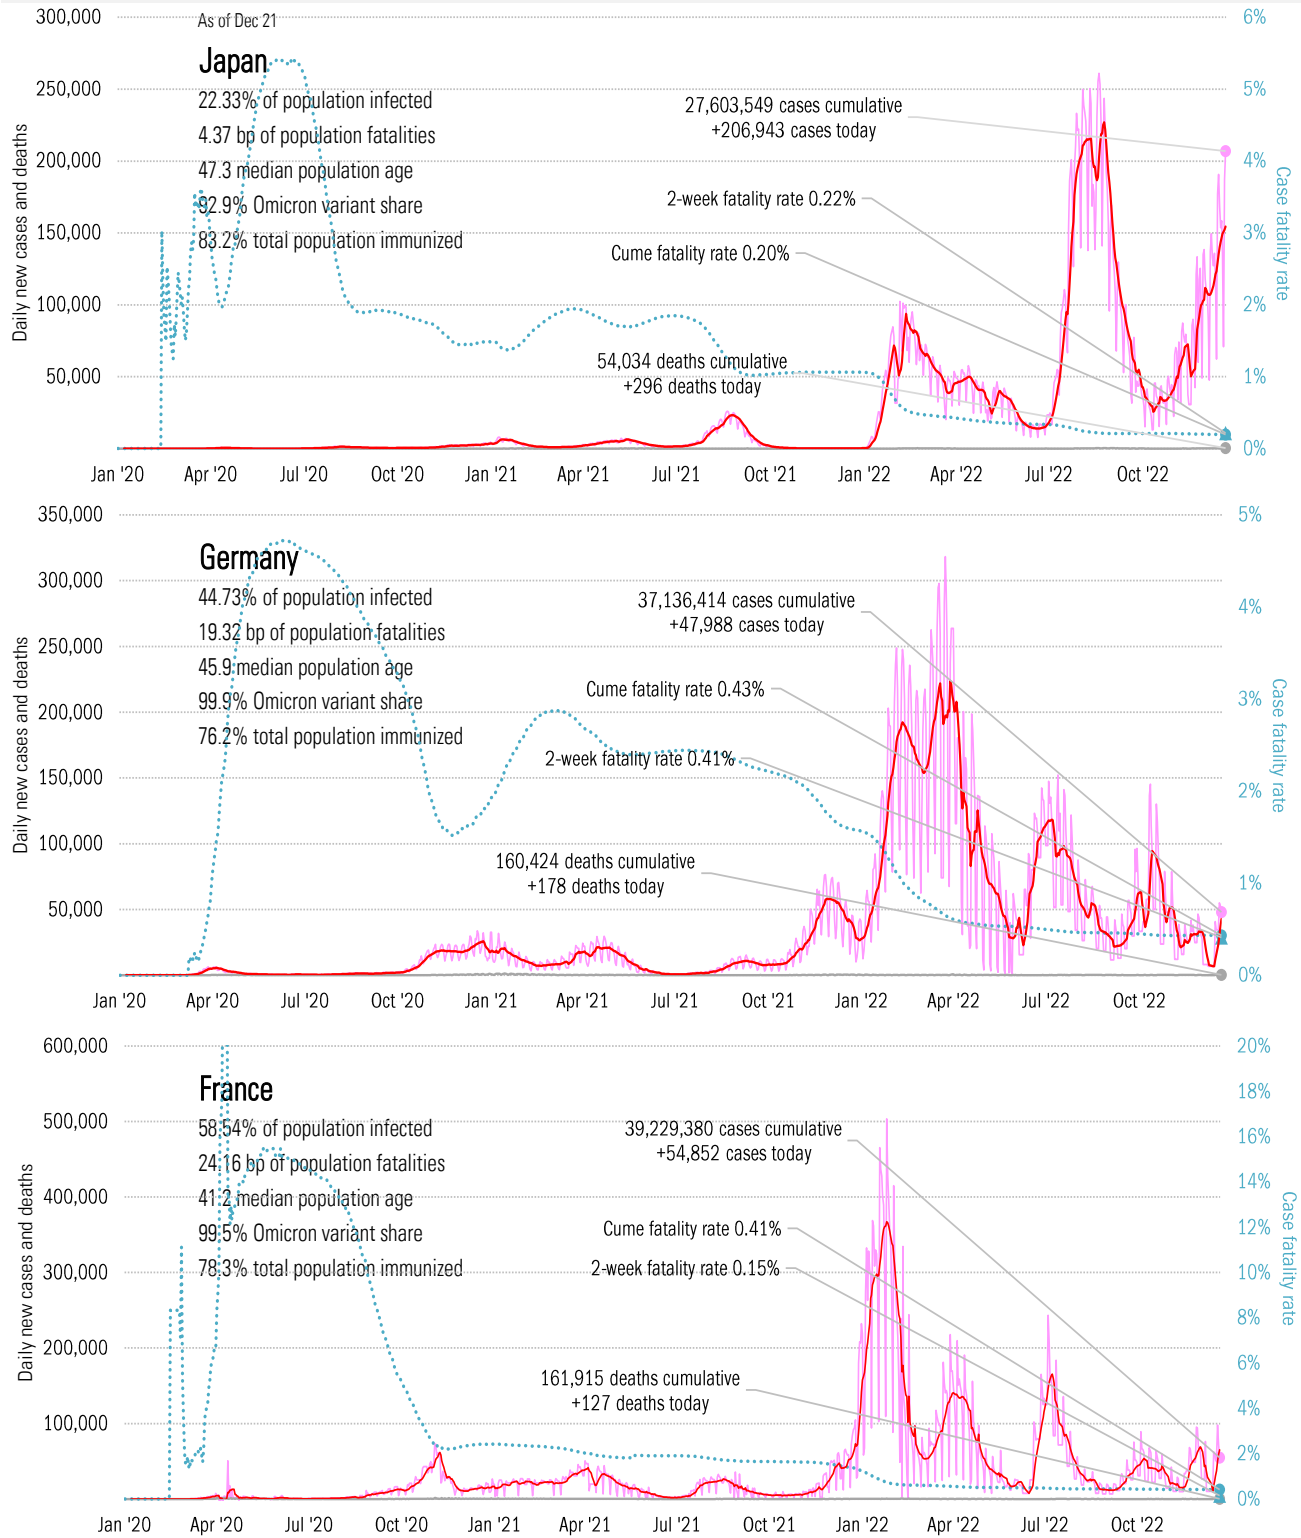 300,000
As of Dec 21
6%
Japan
250,000
5%
22.33% of population infected
27,603,549 cases cumulative
+206,943 cases today
4.37 bp of population fatalities
200,000
4%
47.3 median population age
2-week fatality rate 0.22%
92.9% Omicron variant share
150,000
3%
83.2% total population immunized
Cume fatality rate 0.20%
Daily new cases and deaths
Case fatality rate
100,000
2%
54,034 deaths cumulative
+296 deaths today
50,000
1%
0%
Jan '20 Apr '20 Jul '20 Oct '20 Jan '21 Apr '21 Jul '21 Oct '21 Jan '22 Apr '22 Jul '22 Oct '22
350,000
5%
Germany
300,000
44.73% of population infected
37,136,414 cases cumulative
+47,988 cases today
4%
19.32 bp of population fatalities
250,000
45.9 median population age
Cume fatality rate 0.43%
99.9% Omicron variant share
200,000
3%
76.2% total population immunized
2-week fatality rate 0.41%
Daily new cases and deaths
Case fatality rate
150,000
2%
100,000
160,424 deaths cumulative
+178 deaths today
1%
50,000
0%
Jan '20 Apr '20 Jul '20 Oct '20 Jan '21 Apr '21 Jul '21 Oct '21 Jan '22 Apr '22 Jul '22 Oct '22
600,000
20%
France
18%
500,000
58.54% of population infected
39,229,380 cases cumulative
+54,852 cases today
16%
24.16 bp of population fatalities
14%
400,000
41.2 median population age
99.5% Omicron variant share
Cume fatality rate 0.41%
12%
300,000
78.3% total population immunized
2-week fatality rate 0.15%
10%
Daily new cases and deaths
Case fatality rate
8%
200,000
6%
161,915 deaths cumulative
+127 deaths today
4%
100,000
2%
0%
Jan '20 Apr '20 Jul '20 Oct '20 Jan '21 Apr '21 Jul '21 Oct '21 Jan '22 Apr '22 Jul '22 Oct '22